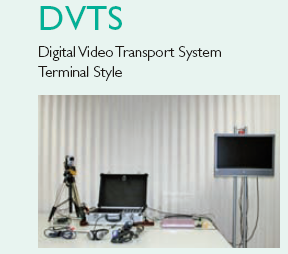 DVTS
Digital Video Transport System
Terminal Style